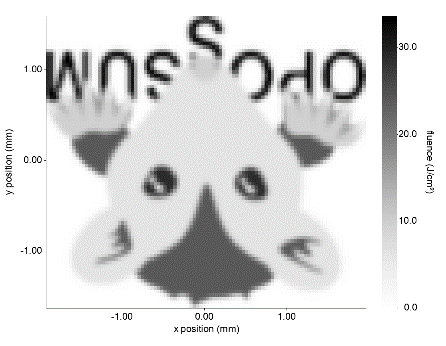 OPOSSUM
y position (mm)
1.00
0.00
-1.00
-1.00 0.00 1.00
x position (mm)
30.0
20.0
10.0
0.0
fluence (J/cm²)